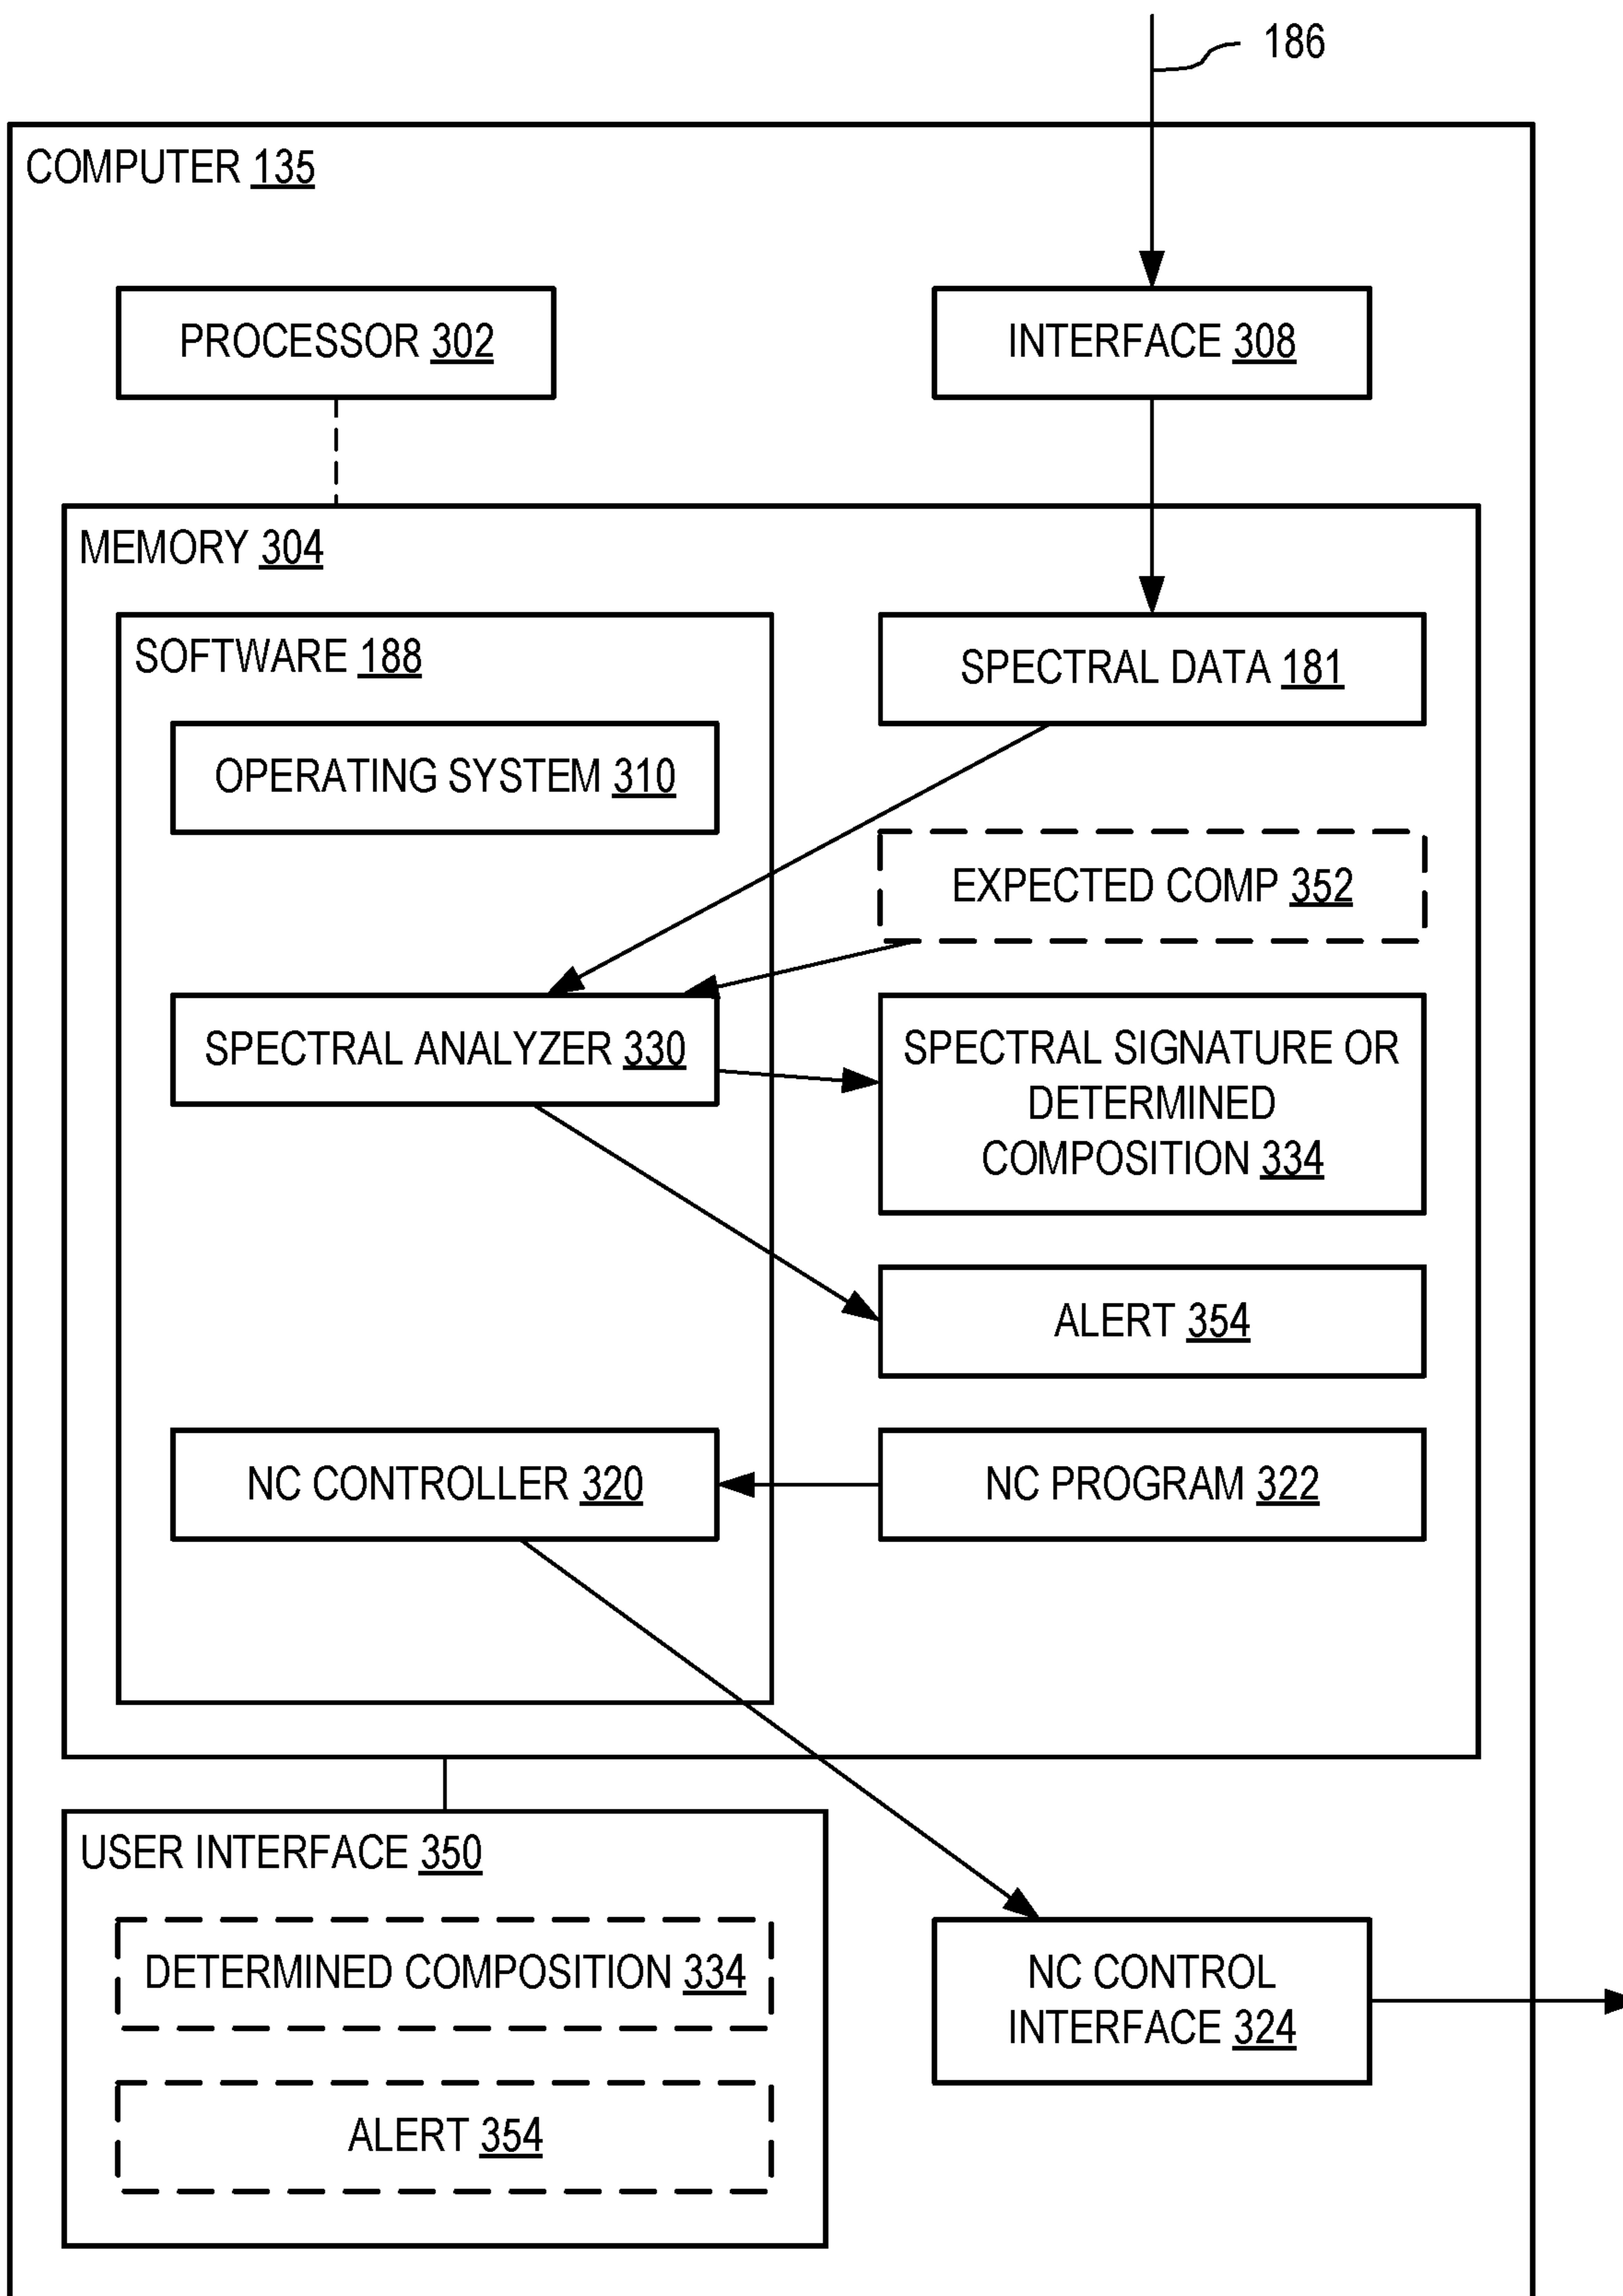 186
COMPUTER 135
PROCESSOR 302
INTERFACE 308
MEMORY 304
SOFTWARE 188
SPECTRAL DATA 181
OPERATING SYSTEM 310
EXPECTED COMP 352
SPECTRAL ANALYZER 330
SPECTRAL SIGNATURE OR
DETERMINED
COMPOSITION 334
ALERT 354
NC CONTROLLER 320
NC PROGRAM 322
USER INTERFACE 350
DETERMINED COMPOSITION 334
ALERT 354
NC CONTROL
INTERFACE 324